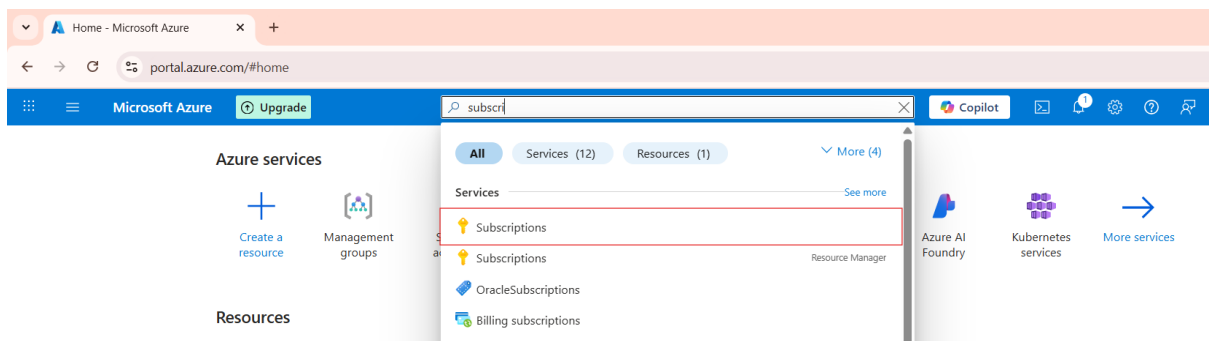 Home - Microsoft Azure
portal.azure.com/#home
Microsoft Azure
Upgrade
subscri
Copilot
1
Azure services
All
Services (12)
Resources (1)
More (4)
Services
See more
Create a
resource
Management
groups
S
a
Subscriptions
Subscriptions
Resource Manager
OracleSubscriptions
Billing subscriptions
Azure AI
Foundry
Kubernetes
services
More services
Resources